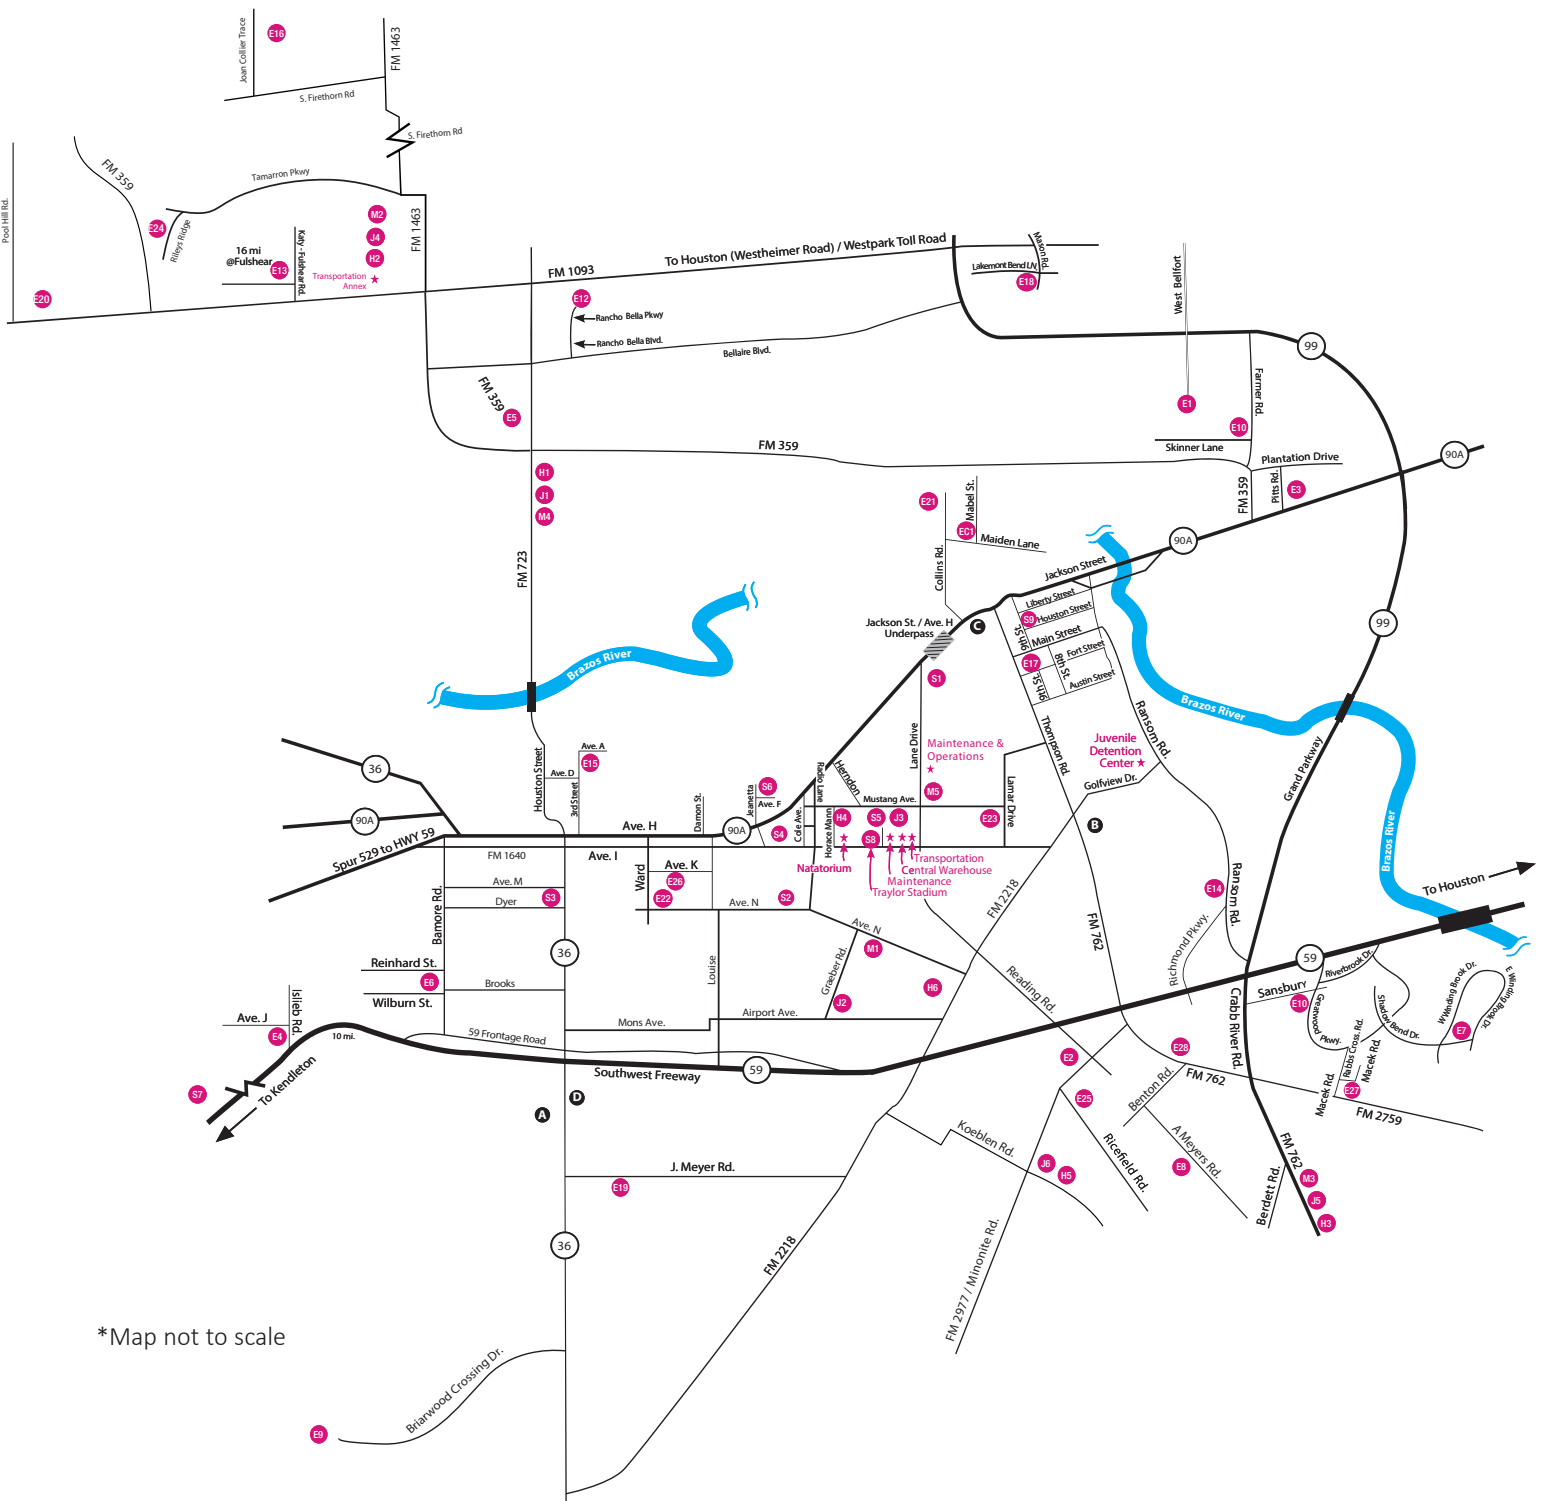 E16
Joan Collier Trace
FM 1463
S. Firethorn Rd
S. Firethorn Rd
FM 359
Tamarron Pkwy
Pool Hill Rd.
E24
Rileys Ridge
M2
J4
H2
FM 1463
16 mi
@Fulshear
E13
Katy - Fulshear Rd.
Transportation
Annex
E20
To Houston (Westheimer Road) / Westpark Toll Road
FM 1093
Mason Rd.
Lakemont Bend LN.
E18
West Bellfort
E12
Rancho Bella Pkwy
Rancho Bella Blvd.
Bellaire Blvd.
99
FM 359
E5
E1
Farmer Rd.
E10
Skinner Lane
FM 359
Plantation Drive
90A
H1
J1
M4
FM 359
Pitts Rd.
E3
E21
Mabel St.
EC1
Maiden Lane
Collins Rd.
90A
FM 723
Jackson Street
Liberty Street
S9
Houston Street
9th St.
Main Street
Jackson St. / Ave. H
Underpass
C
99
E17
8th St.
Fort Street
Austin Street
9th St.
Brazos River
S1
Brazos River
Ransom Rd.
Thompson Rd.
Juvenile
Detention
Center
Maintenance &
Operations
Lane Drive
Golfview Dr.
Grand Parkway
36
Houston Street
Ave. A
E15
Ave. D
3rd Street
Radio Lane
Herndon
M5
Mustang Ave.
Lamar Drive
E23
B
S6
Jeanetta
Ave. F
Damon St.
90A
Ave. H
90A
S4
Cole Ave.
Horace Mann
H4
S5
J3
S8
Brazos River
Spur 529 to HWY 59
FM 1640
Ave. I
Natatorium
Transportation
Central Warehouse
Maintenance
Traylor Stadium
Ward
Ave. K
E26
E22
Ave. M
Dyer
S3
Ave. N
S2
FM 2218
E14
Ransom Rd.
To Houston
Bamore Rd.
Ave. N
M1
FM 762
Richmond Pkwy.
36
Reinhard St.
E6
Wilburn St.
Brooks
Louise
Graeber Rd.
J2
H6
Reading Rd.
59
Riverbrook Dr.
Sansbury
E10
Greatwood
Pkwy.
Shadow Bend Dr.
W Winding Brook Dr.
E Winding Brook Dr.
E7
Islieb Rd.
Ave. J
E4
10 mi.
59 Frontage Road
Mons Ave.
Airport Ave.
Crabb River Rd.
Southwest Freeway
59
E2
E28
FM 762
Benton Rd.
Rabbs Cross. Rd.
Macek Rd.
Macek Rd.
E27
FM 2759
S7
To Kendleton
A
D
E25
Koeblen Rd.
Ricefield Rd.
A Meyers Rd.
E8
FM 762
Berdett Rd.
M3
J5
H3
J6
H5
J. Meyer Rd.
E19
36
FM 2218
FM 2977 / Minonite Rd.
*Map not to scale
Briarwood Crossing Dr.
E9